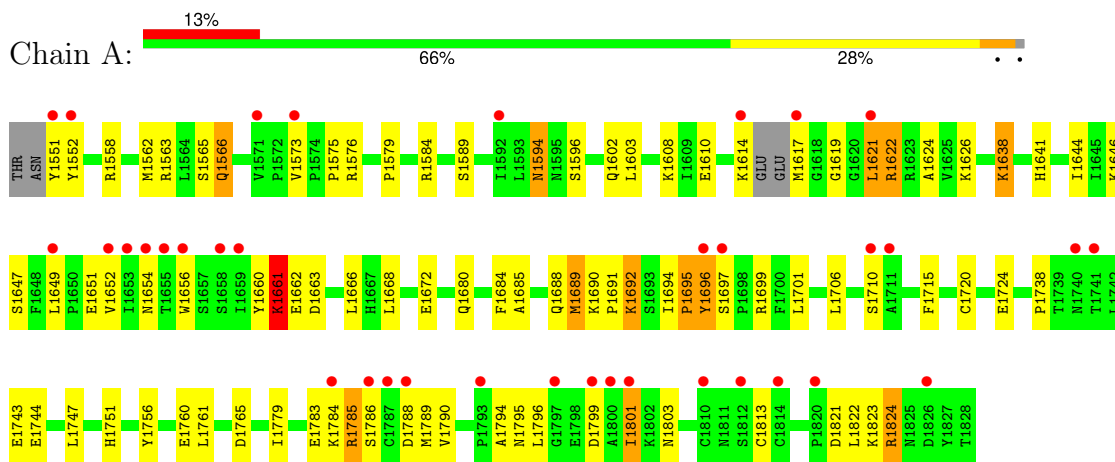 13%
Chain A:
66% 28% • •
THR ASN Y1551 Y1552 R1558 M1562 R1563 L1564 S1565 Q1566 V1571 P1572 V1573 P1574 P1575 R1576 P1579 R1584 S1589 I1592 L1593 N1594 N1595 S1596 Q1602 L1603 K1608 I1609 E1610 K1614 GLU GLU M1617 G1618 G1619 G1620 L1621 R1622 R1623 A1624 V1625 K1626 K1638 H1641 I1644 I1645 K1646
S1647 F1648 L1649 P1650 E1651 V1652 I1653 N1654 T1655 W1656 S1657 S1658 I1659 Y1660 K1661 E1662 D1663 L1666 H1667 L1668 E1672 Q1680 F1684 A1685 Q1688 M1689 K1690 P1691 K1692 S1693 I1694 P1695 Y1696 S1697 P1698 R1699 F1700 L1701 L1706 S1710 A1711 F1715 C1720 E1724 P1738 T1739 N1740 T1741 L1742
E1743 E1744 L1747 H1751 Y1756 E1760 L1761 D1765 I1779 E1783 K1784 R1785 S1786 C1787 D1788 M1789 V1790 P1793 A1794 N1795 L1796 G1797 E1798 D1799 A1800 I1801 K1802 N1803 C1810 N1811 S1812 C1813 C1814 P1820 D1821 L1822 K1823 R1824 N1825 D1826 Y1827 T1828